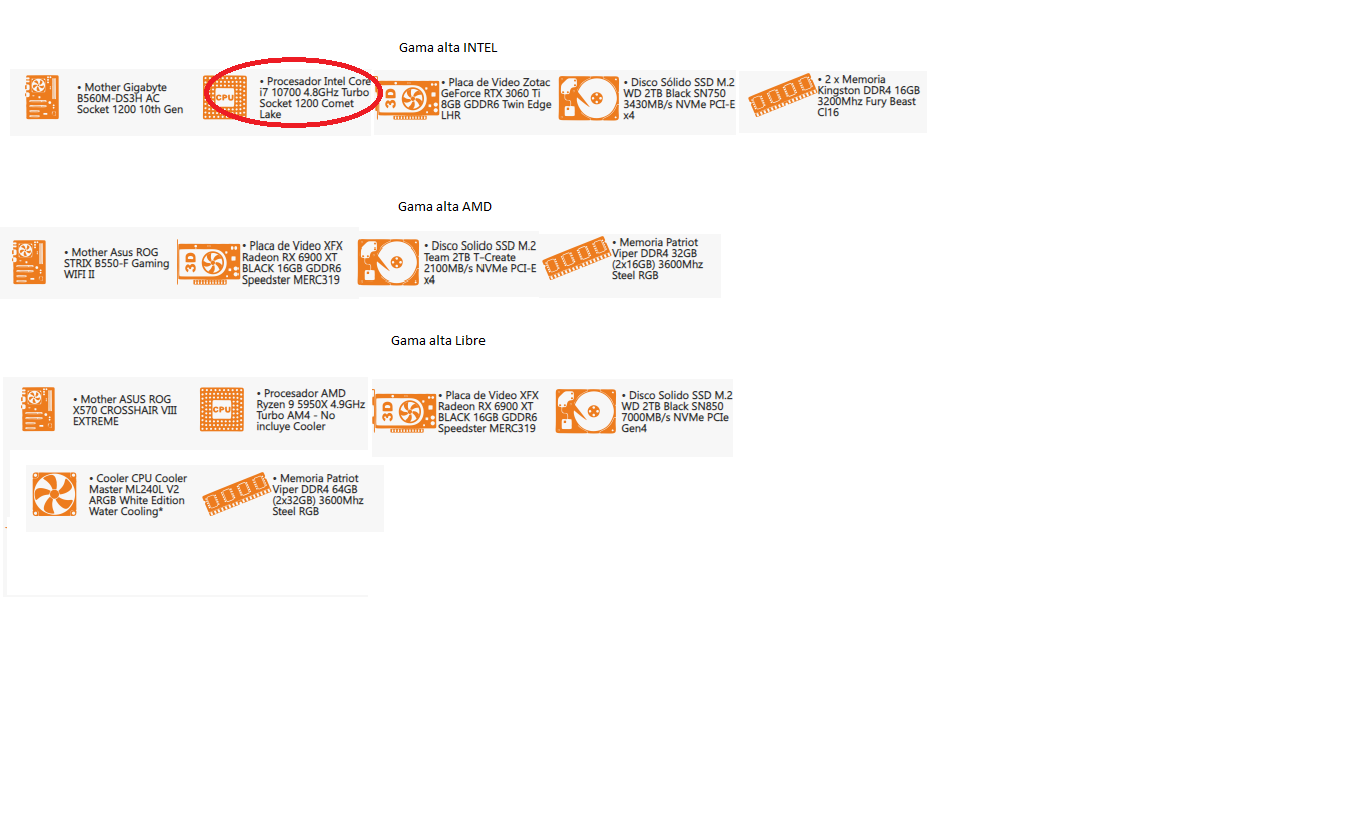 Gama alta INTEL
• Mother Gigabyte
B560M-DS3H AC
Socket 1200 10th Gen
CPU
• Procesador Intel Core
i7 10700 4.8GHz Turbo
Socket 1200 Comet
Lake
3D
• Placa de Video Zotac
GeForce RTX 3060 Ti
8GB GDDR6 Twin Edge
LHR
• Disco Sólido SSD M.2
WD 2TB Black SN750
3430MB/s NVMe PCI-E
x4
• 2 x Memoria
Kingston DDR4 16GB
3200Mhz Fury Beast
Cl16
Gama alta AMD
• Mother Asus ROG
STRIX B550-F Gaming
WIFI II
3D
• Placa de Video XFX
Radeon RX 6900 XT
BLACK 16GB GDDR6
Speedster MERC319
• Disco Solido SSD M.2
Team 2TB T-Create
2100MB/s NVMe PCI-E
x4
• Memoria Patriot
Viper DDR4 32GB
(2x16GB) 3600Mhz
Steel RGB
Gama alta Libre
• Mother ASUS ROG
X570 CROSSHAIR VIII
EXTREME
CPU
• Procesador AMD
Ryzen 9 5950X 4.9GHz
Turbo AM4 - No
incluye Cooler
3D
• Placa de Video XFX
Radeon RX 6900 XT
BLACK 16GB GDDR6
Speedster MERC319
• Disco Solido SSD M.2
WD 2TB Black SN850
7000MB/s NVMe PCIe
Gen4
• Cooler CPU Cooler
Master ML240L V2
ARGB White Edition
Water Cooling*
• Memoria Patriot
Viper DDR4 64GB
(2x32GB) 3600Mhz
Steel RGB